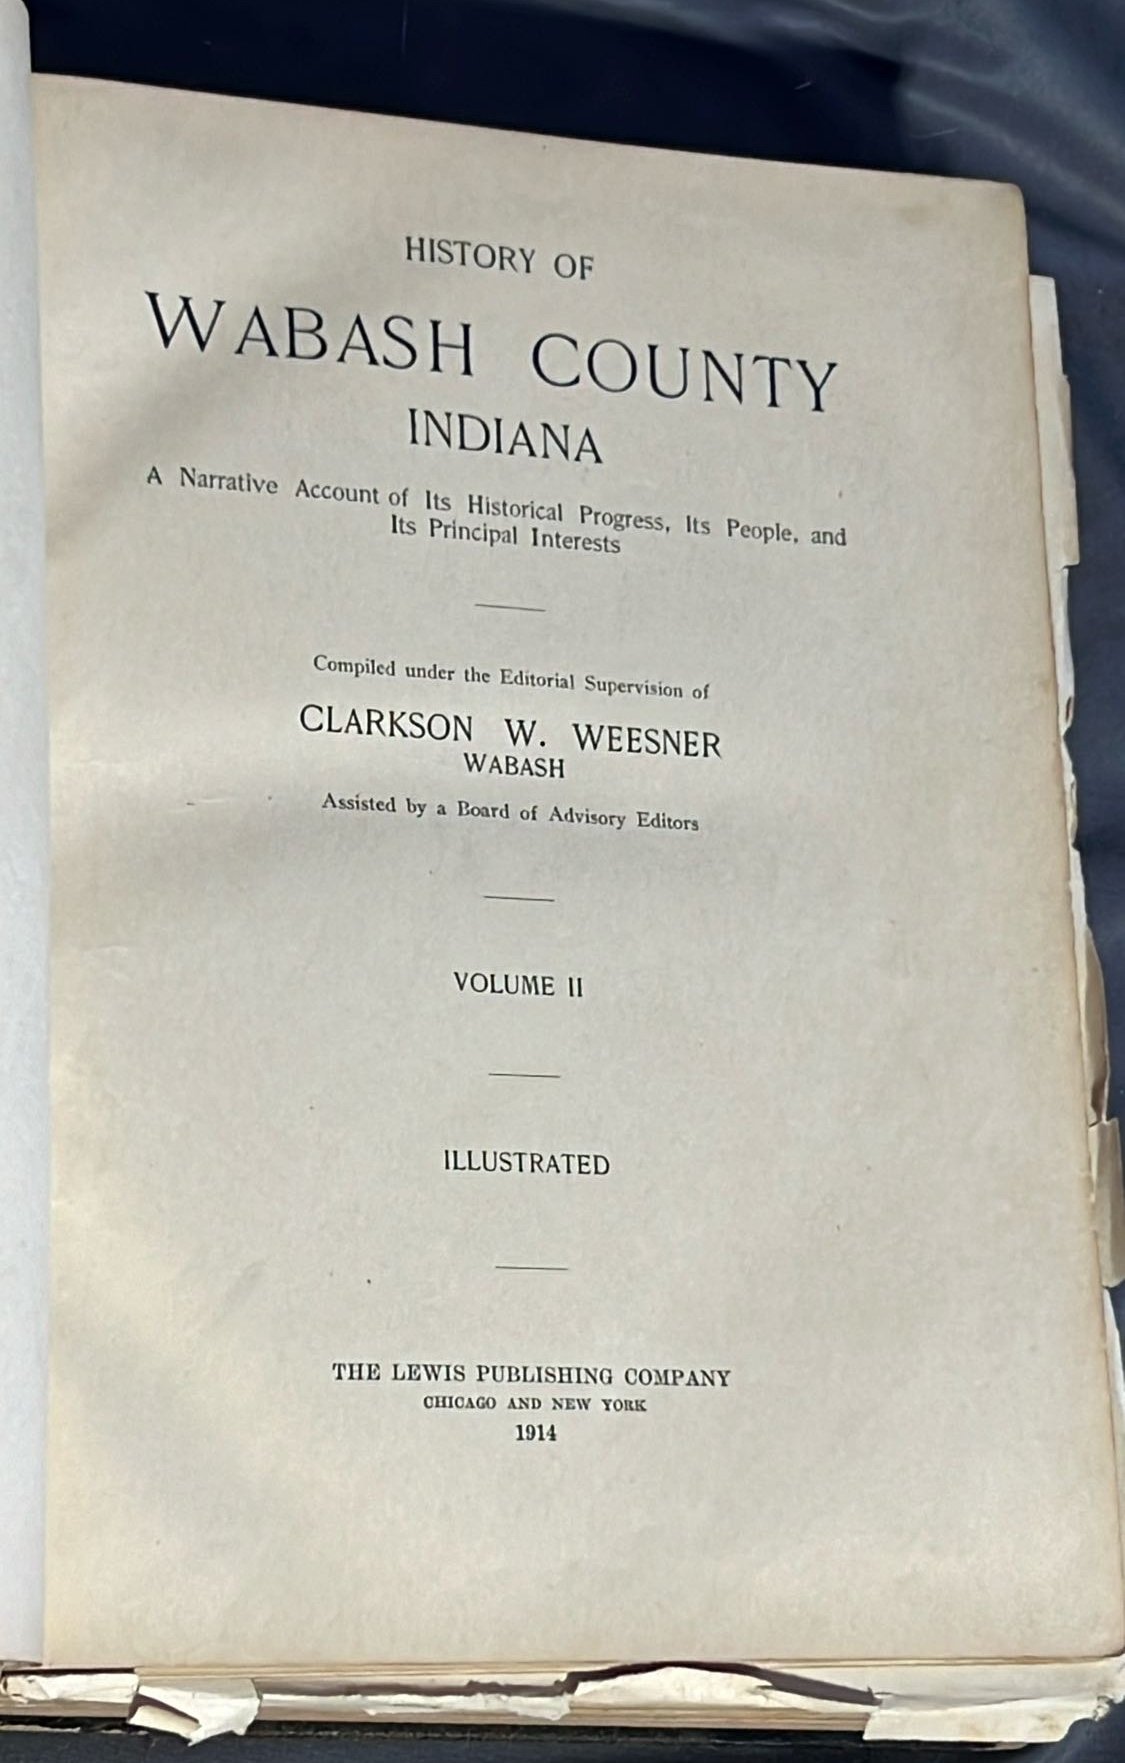 HISTORY OF
WABASH COUNTY
INDIANA
A Narrative Account of Its Historical Progress, Its People, and
Its Principal Interests
Compiled under the Editorial Supervision of
CLARKSON W. WEESNER
WABASH
Assisted by a Board of Advisory Editors
VOLUME II
ILLUSTRATED
THE LEWIS PUBLISHING COMPANY
CHICAGO AND NEW YORK
1914